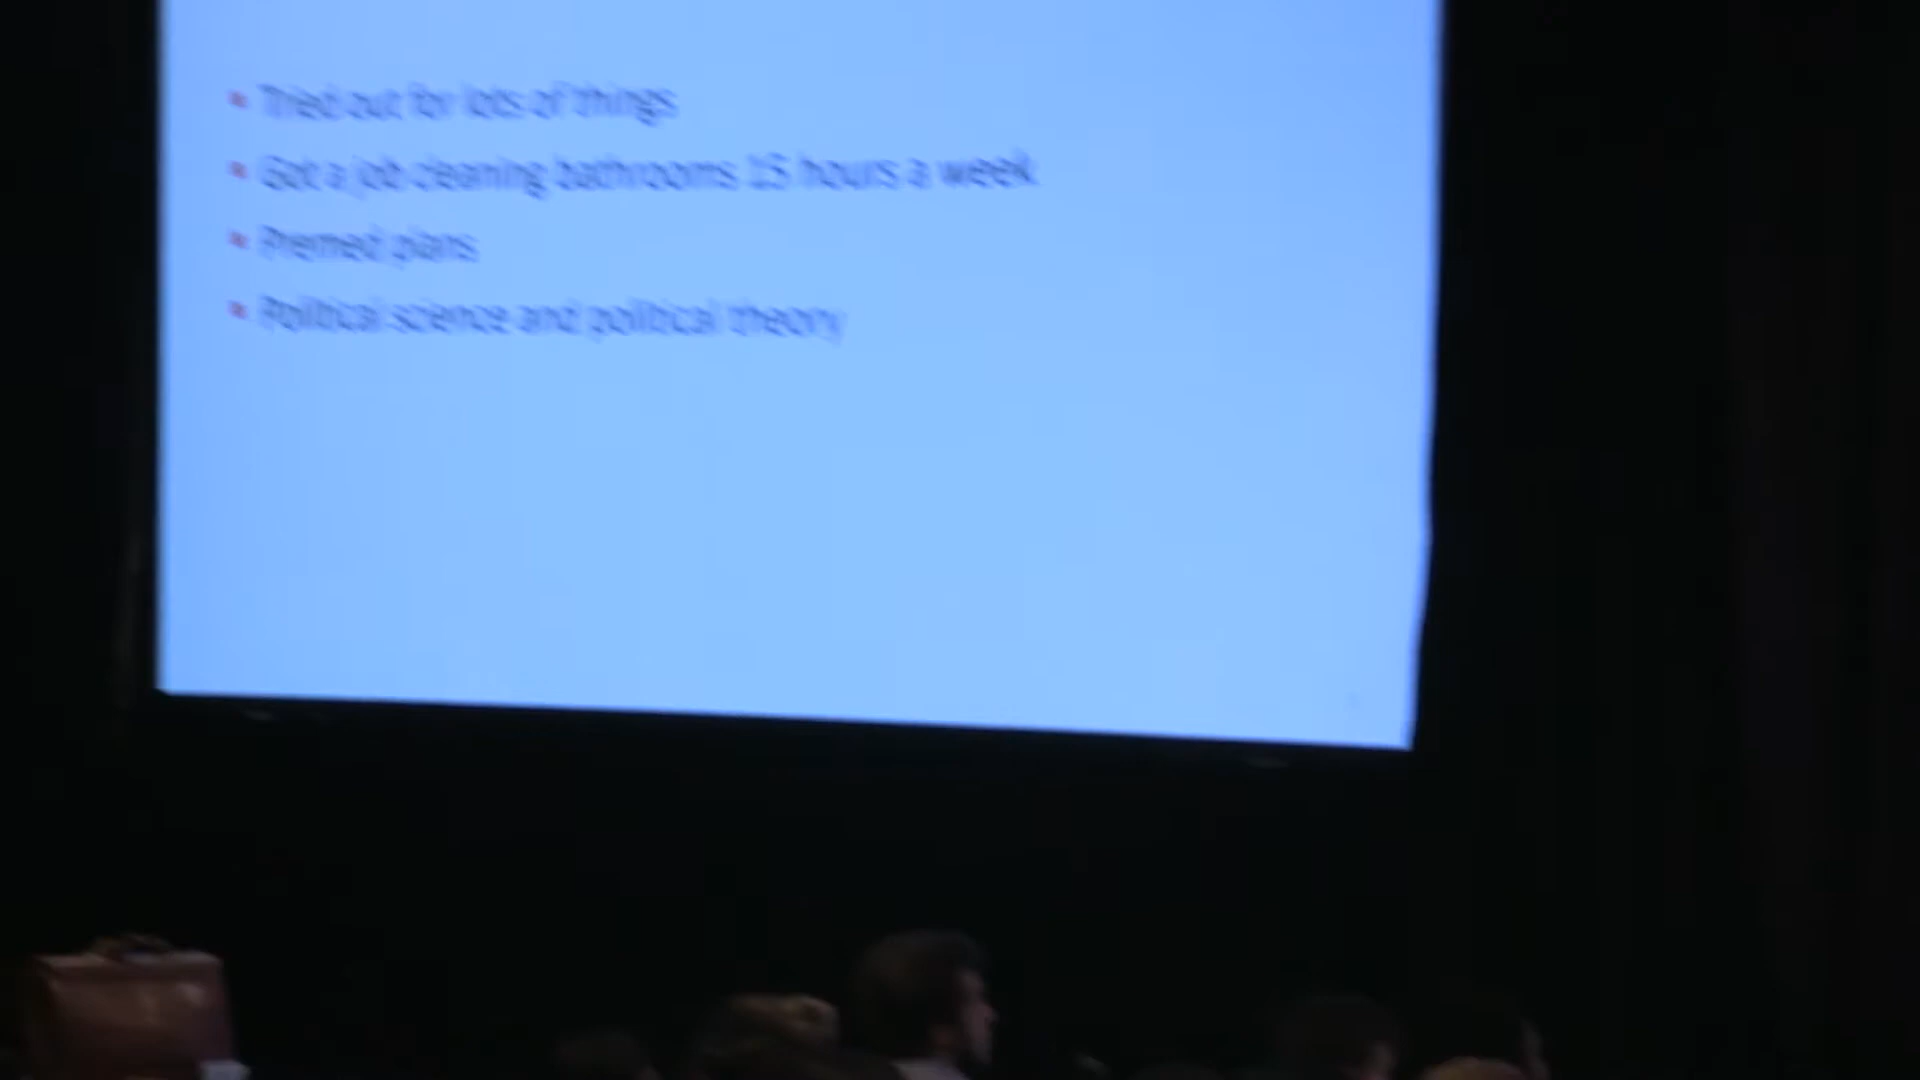 Tried out for lots of things
Got a job cleaning bathrooms 15 hours a week
Premed plans
Political science and political theory